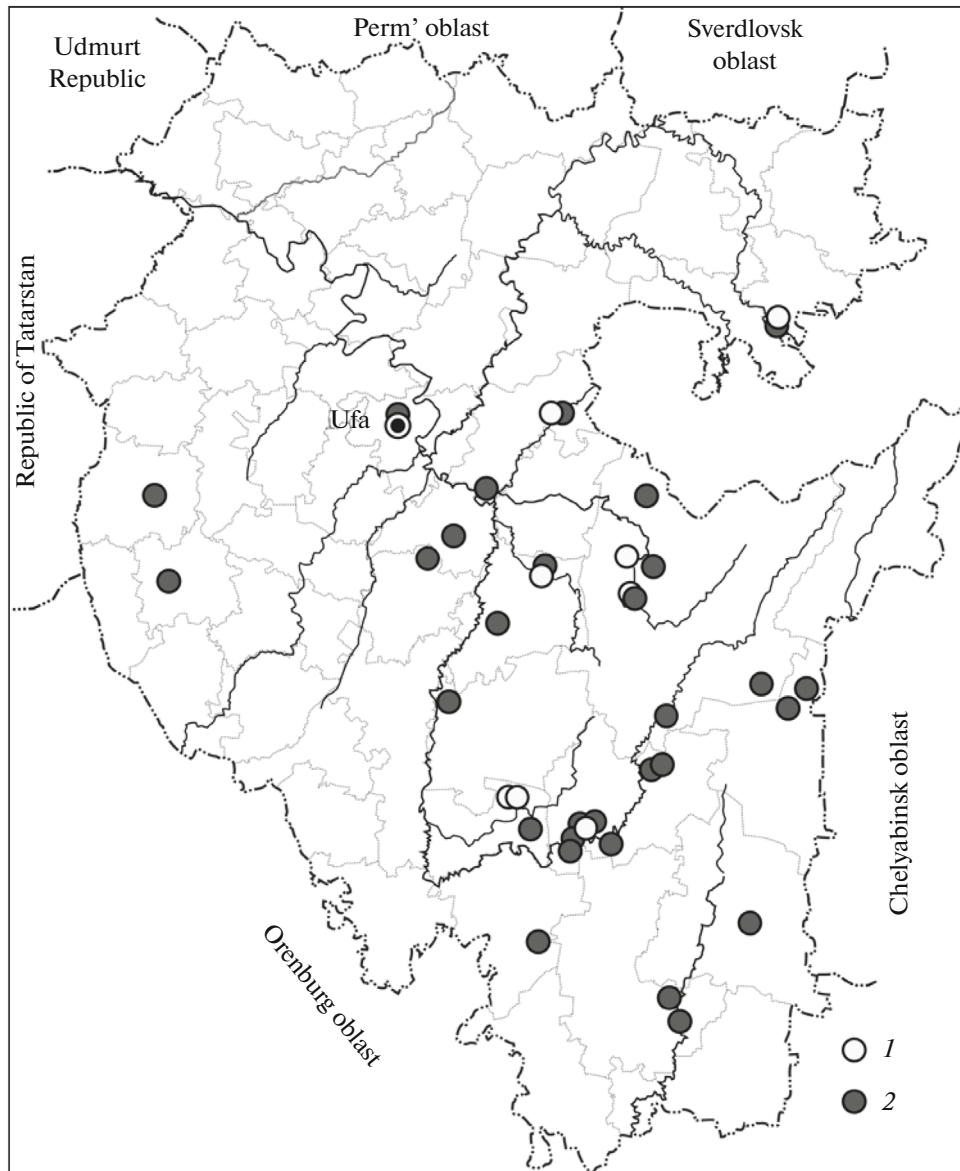 Perm’ oblast
Sverdlovsk
oblast
Udmurt
Republic
Republic of Tatarstan
Ufa
Chelyabinsk oblast
Orenburg oblast
1
2